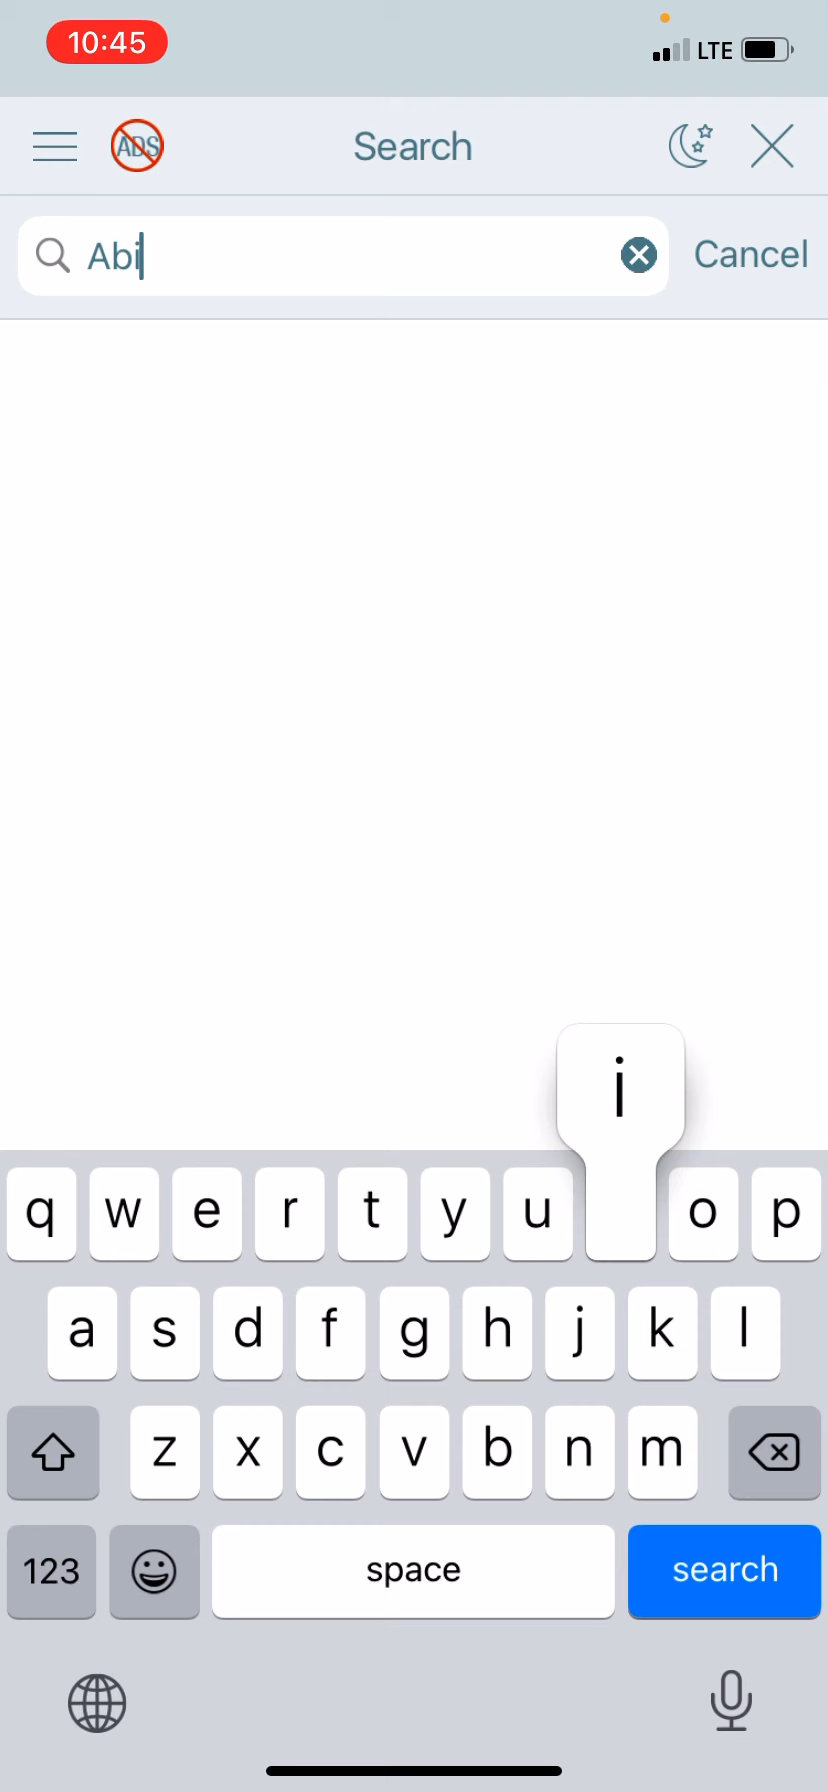 10:45 LTE
ADS Search
Abi Cancel
i
q w e r t y u o p
a s d f g h j k l
z x c v b n m
123 space search